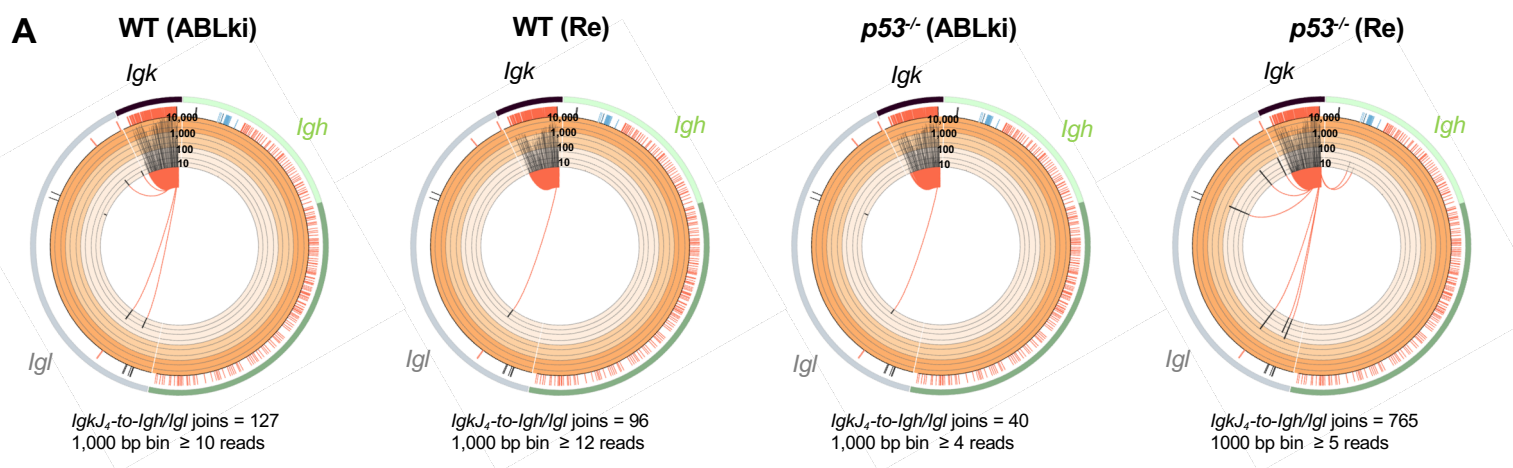 A
WT (ABLki)
WT (Re)
p53-/- (ABLki)
p53-/- (Re)
Igk
Igk
Igk
Igk
Igh
Igh
Igh
Igh
10,000
1,000
100
10
10,000
1,000
100
10
10,000
1,000
100
10
10,000
1,000
100
10
Igl
Igl
Igl
Igl
IgkJ4-to-Igh/Igl joins = 127
1,000 bp bin ≥ 10 reads
IgkJ4-to-Igh/Igl joins = 96
1,000 bp bin ≥ 12 reads
IgkJ4-to-Igh/Igl joins = 40
1,000 bp bin ≥ 4 reads
IgkJ4-to-Igh/Igl joins = 765
1000 bp bin ≥ 5 reads